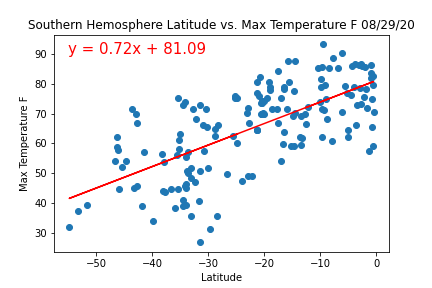 Southern Hemosphere Latitude vs. Max Temperature F 08/29/20
y = 0.72x + 81.09
90
80
70
60
50
40
30
Max Temperature F
−50 −40 −30 −20 −10 0
Latitude